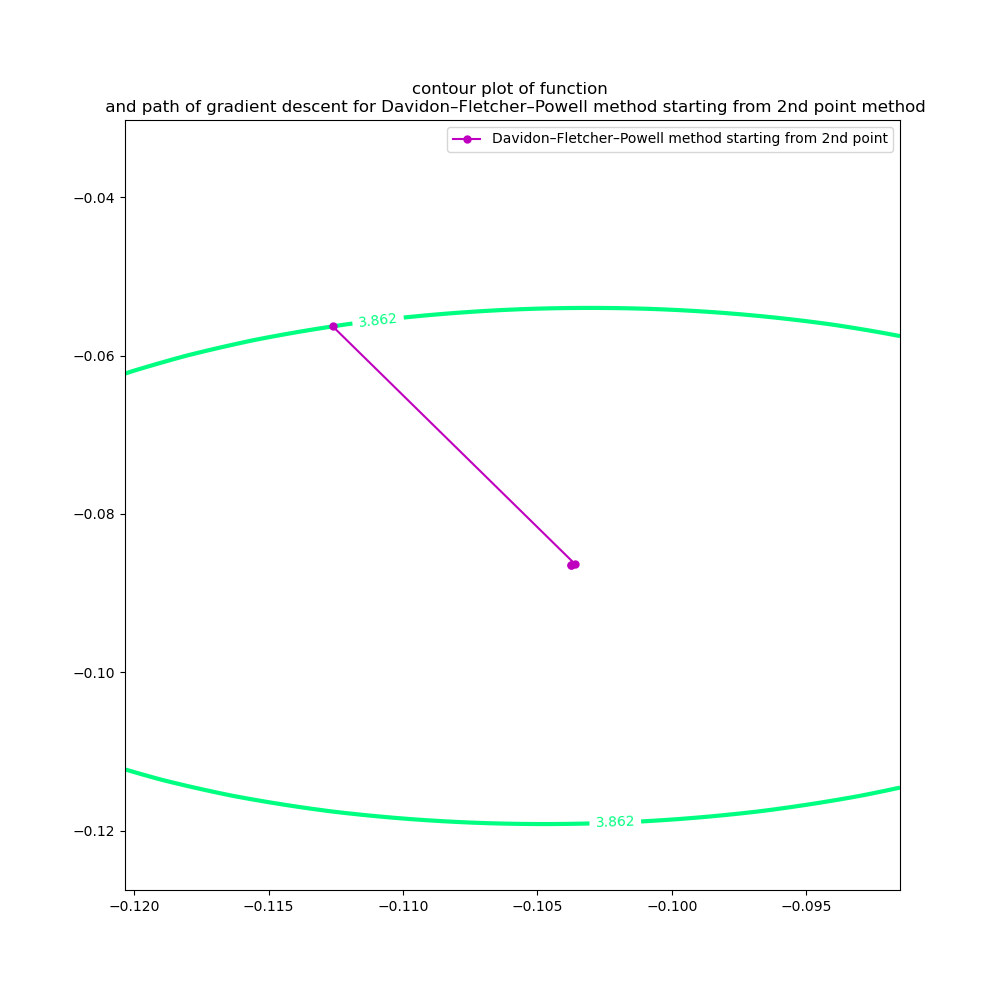 contour plot of function
and path of gradient descent for Davidon–Fletcher–Powell method starting from 2nd point method
Davidon–Fletcher–Powell method starting from 2nd point
−0.04
3.862
−0.06
−0.08
−0.10
3.862
−0.12
−0.120 −0.115 −0.110 −0.105 −0.100 −0.095